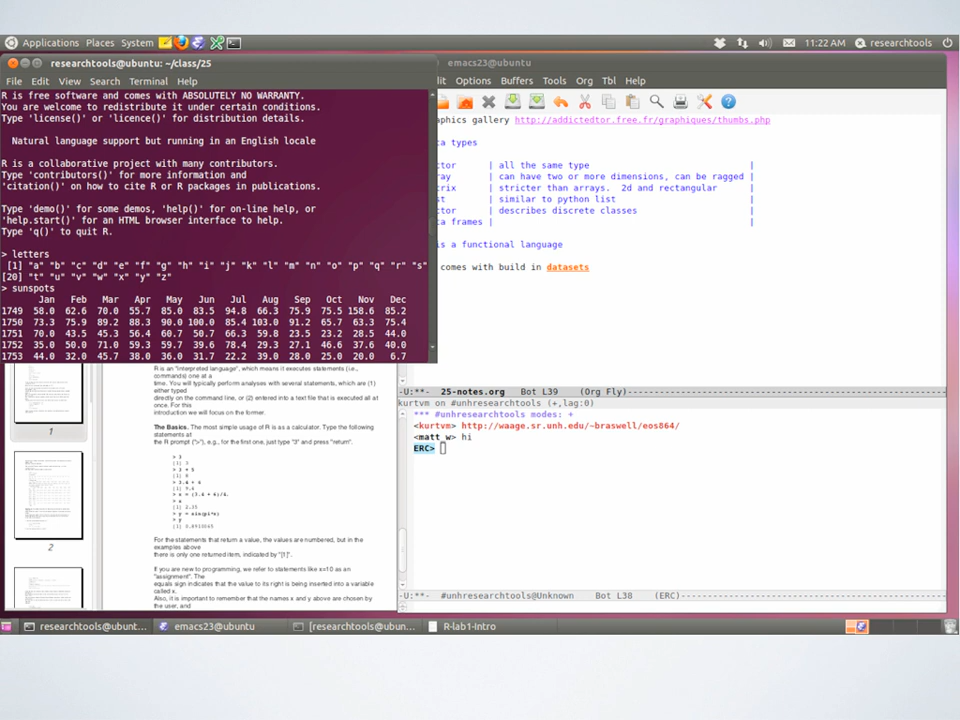 Applications Places System 11:22 AM researchtools
researchtools@ubuntu: ~/class/25
File Edit View Search Terminal Help
R is free software and comes with ABSOLUTELY NO WARRANTY.
You are welcome to redistribute it under certain conditions.
Type 'license()' or 'licence()' for distribution details.
Natural language support but running in an English locale
R is a collaborative project with many contributors.
Type 'contributors()' for more information and
'citation()' on how to cite R or R packages in publications.
Type 'demo()' for some demos, 'help()' for on-line help, or
'help.start()' for an HTML browser interface to help.
Type 'q()' to quit R.
> letters
[1] "a" "b" "c" "d" "e" "f" "g" "h" "i" "j" "k" "l" "m" "n" "o" "p" "q" "r" "s"
[20] "t" "u" "v" "w" "x" "y" "z"
> sunspots
Jan Feb Mar Apr May Jun Jul Aug Sep Oct Nov Dec
1749 58.0 62.6 70.0 55.7 85.0 83.5 94.8 66.3 75.9 75.5 158.6 85.2
1750 73.3 75.9 89.2 88.3 90.0 100.0 85.4 103.0 91.2 65.7 63.3 75.4
1751 70.0 43.5 45.3 56.4 60.7 50.7 66.3 59.8 23.5 23.2 28.5 44.0
1752 35.0 50.0 71.0 59.3 59.7 39.6 78.4 29.3 27.1 46.6 37.6 40.0
1753 44.0 32.0 45.7 38.0 36.0 31.7 22.2 39.0 28.0 25.0 20.0 6.7
emacs23@ubuntu
lit Options Buffers Tools Org Tbl Help
aphics gallery http://addictedtor.free.fr/graphiques/thumbs.php
ta types
ctor | all the same type |
ray | can have two or more dimensions, can be ragged |
trix | stricter than arrays. 2d and rectangular |
st | similar to python list |
ctor | describes discrete classes |
ta frames | |
is a functional language
comes with build in datasets
-U:**- 25-notes.org Bot L39 (Org Fly)
kurtvm on #unhresearchtools (+,lag:0)
*** #unhresearchtools modes: +
<kurtvm> http://waage.sr.unh.edu/~braswell/eos864/
<matt_w> hi
ERC>
-U:**- #unhresearchtools@Unknown Bot L38 (ERC)
1
2
R is an "interpreted language", which means it executes statements (i.e.,
commands) one at a
time. You will typically perform analyses with several statements, which are (1)
either typed
directly on the command line, or (2) entered into a text file that is executed all at
once. For this
introduction we will focus on the former.
The Basics. The most simple usage of R is as a calculator. Type the following
statements at
the R prompt (">"), e.g., for the first one, just type "3" and press "return".
> 3
[1] 3
> x
[1] 2.35
> y = sin(pi*x)
> y
For the statements that return a value, the values are numbered, but in the
examples above
there is only one returned item, indicated by "[1]".
If you are new to programming, we refer to statements like x=10 as an
"assignment". The
equals sign indicates that the value to its right is being inserted into a variable
called x.
Also, it is important to remember that the names x and y above are chosen by
the user, and
researchtools@ubunt... emacs23@ubuntu [researchtools@ubun... R-lab1-intro